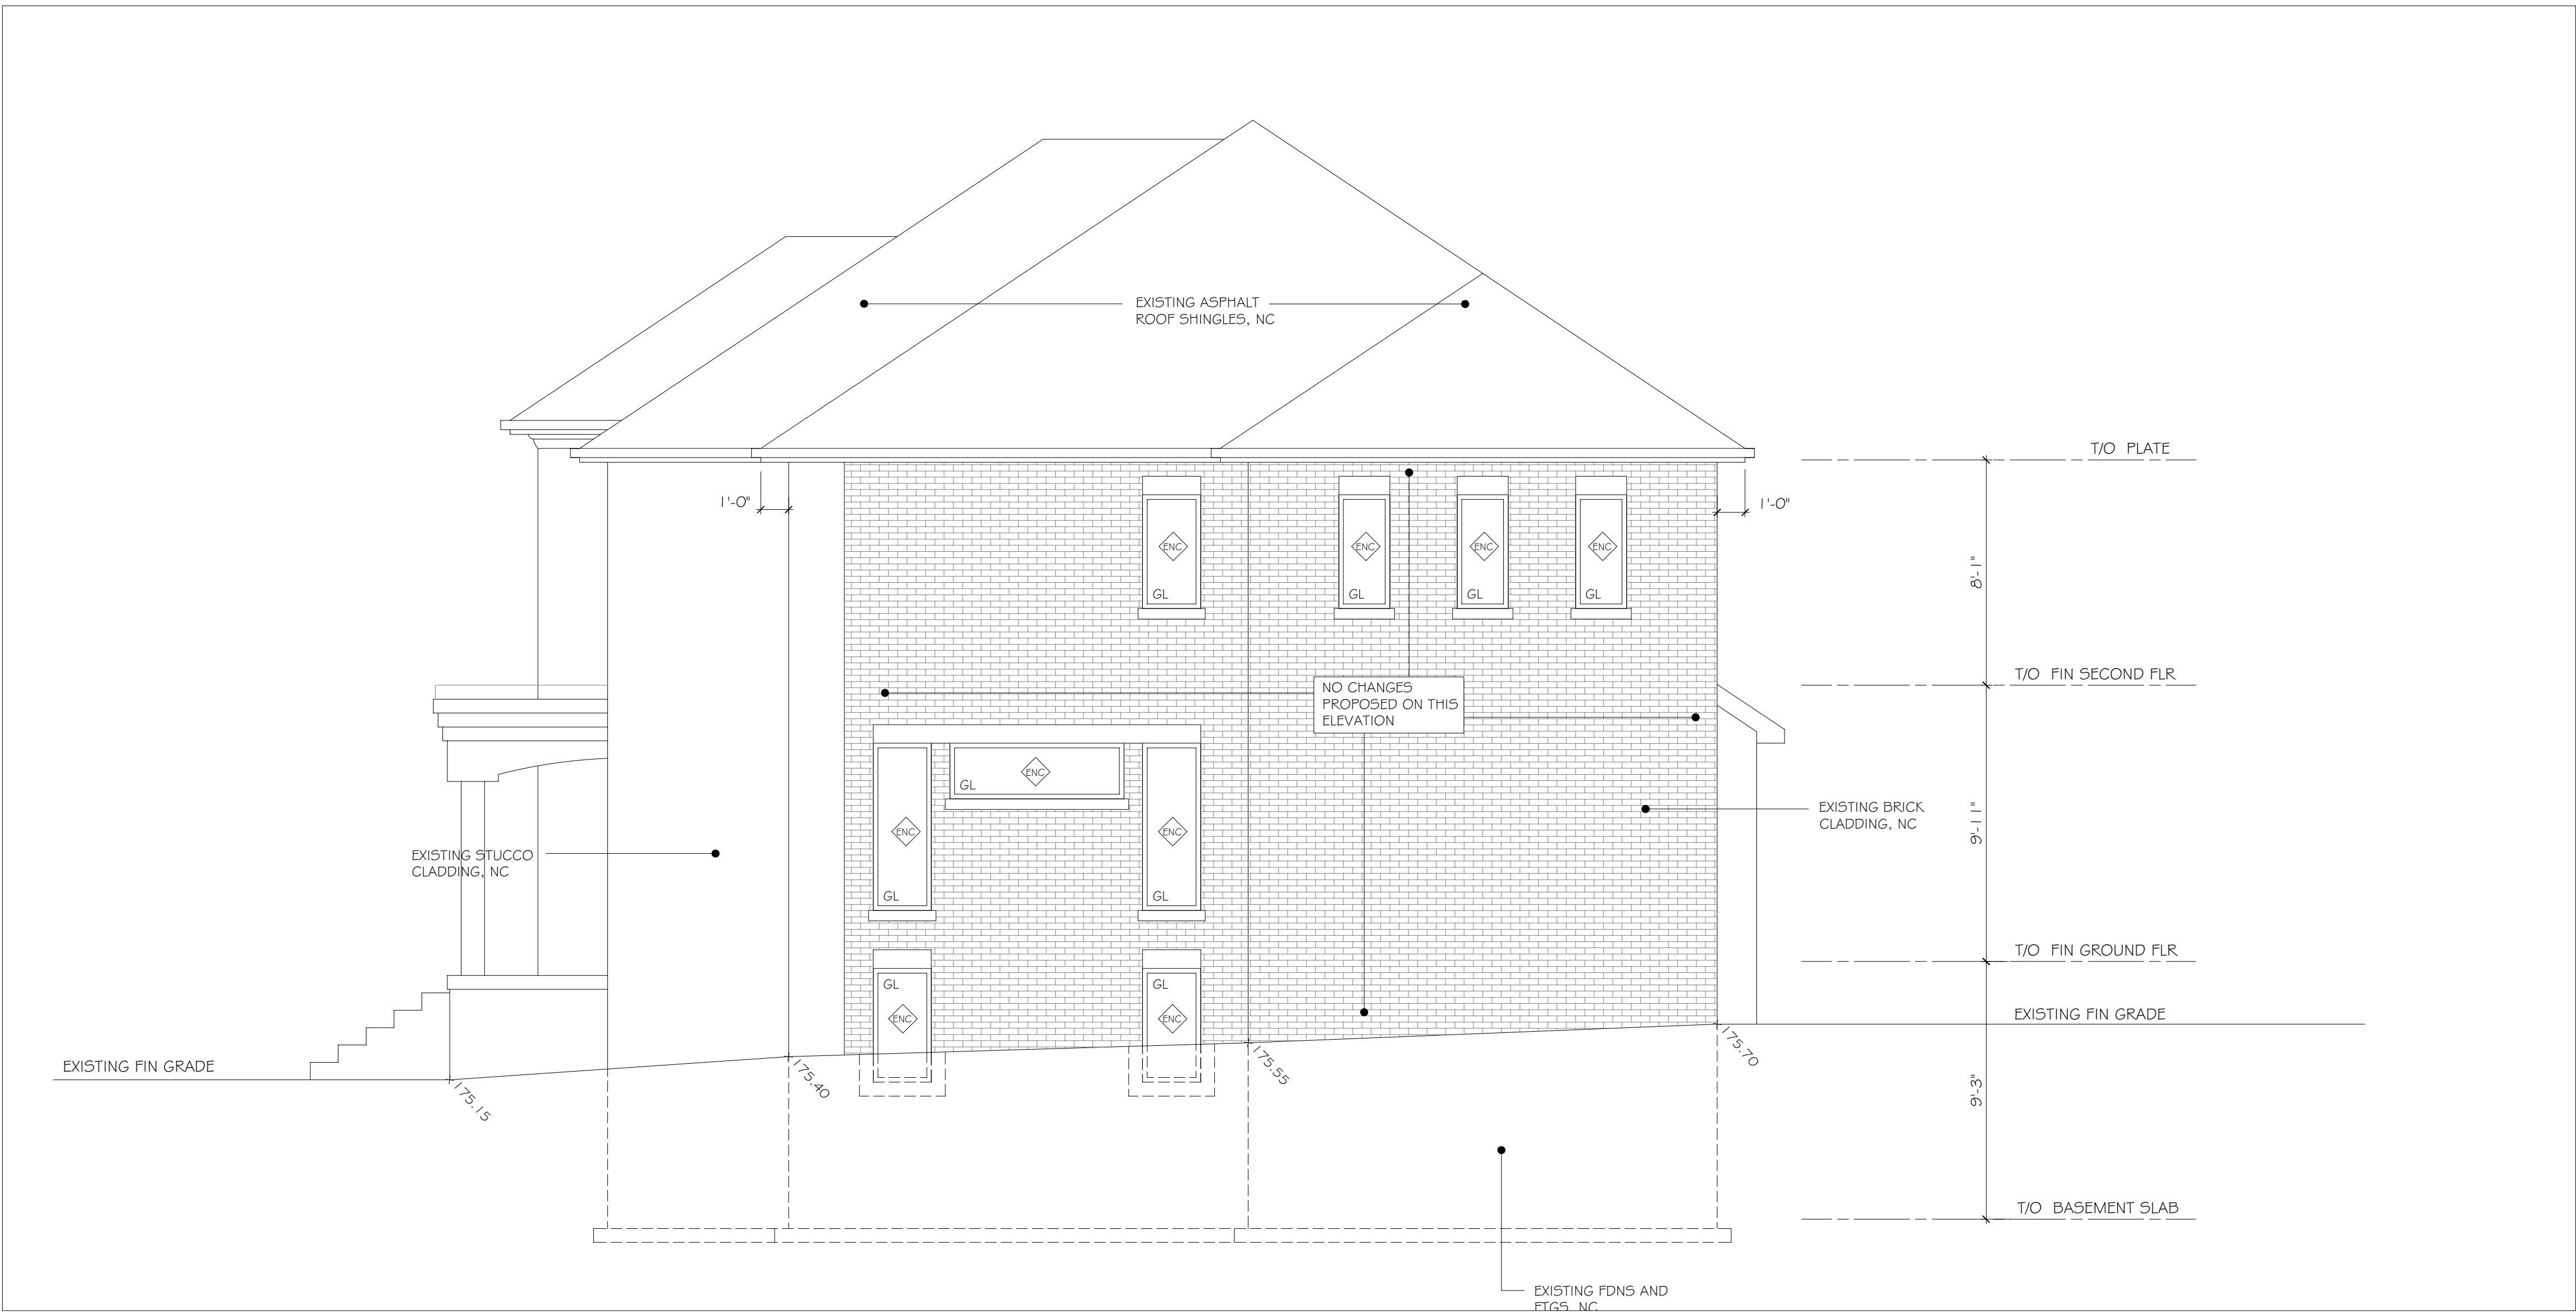 EXISTING ASPHALT
ROOF SHINGLES, NC
T/O PLATE
1'-0"
1'-0"
ENC
ENC
ENC
ENC
8'-1"
GL
GL
GL
GL
T/O FIN SECOND FLR
NO CHANGES
PROPOSED ON THIS
ELEVATION
ENC
GL
EXISTING BRICK
CLADDING, NC
9'-11"
ENC
ENC
EXISTING STUCCO
CLADDING, NC
GL
GL
T/O FIN GROUND FLR
GL
GL
ENC
ENC
EXISTING FIN GRADE
EXISTING FIN GRADE
175.15
175.40
175.55
175.70
9'-3"
T/O BASEMENT SLAB
EXISTING FDNS AND
FTGS, NC